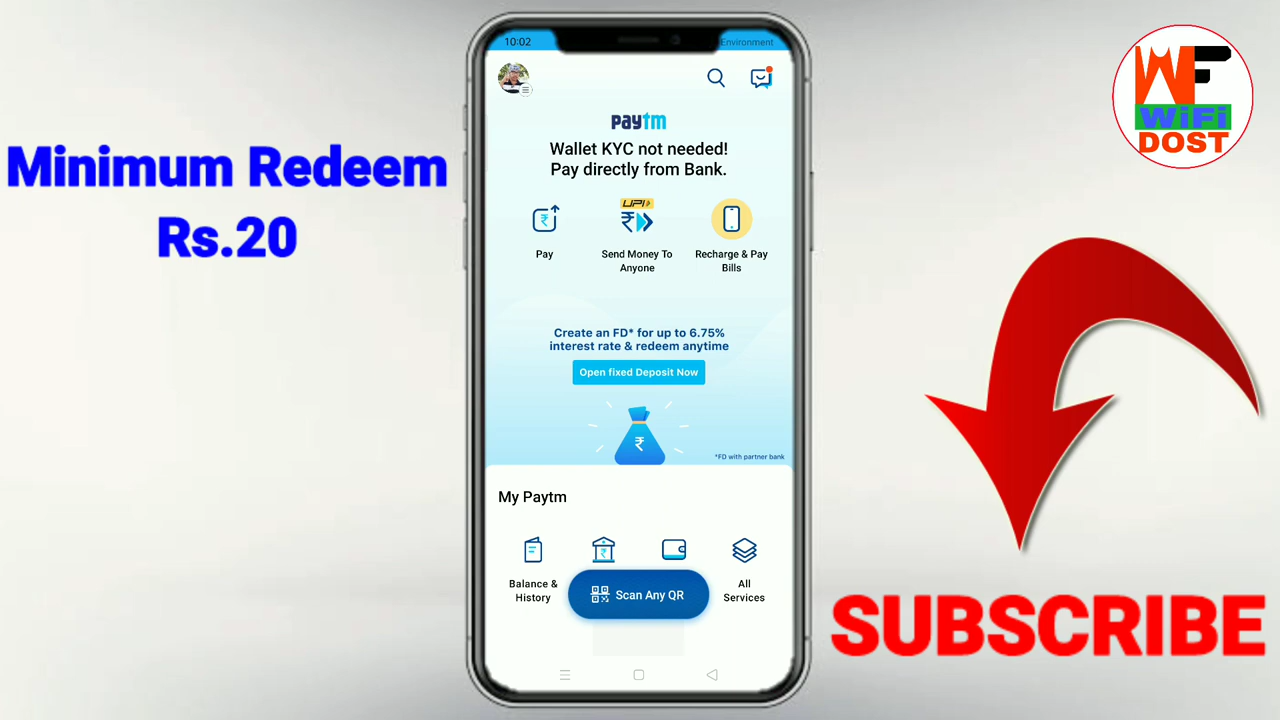 Minimum Redeem
Rs.20
10:02
Environment
paytm
Wallet KYC not needed!
Pay directly from Bank.
UPI
Pay
Send Money To
Anyone
Recharge & Pay
Bills
Create an FD* for up to 6.75%
interest rate & redeem anytime
Open fixed Deposit Now
₹
*FD with partner bank
My Paytm
Balance &
History
Scan Any QR
All
Services
WF
WiFi
DOST
SUBSCRIBE